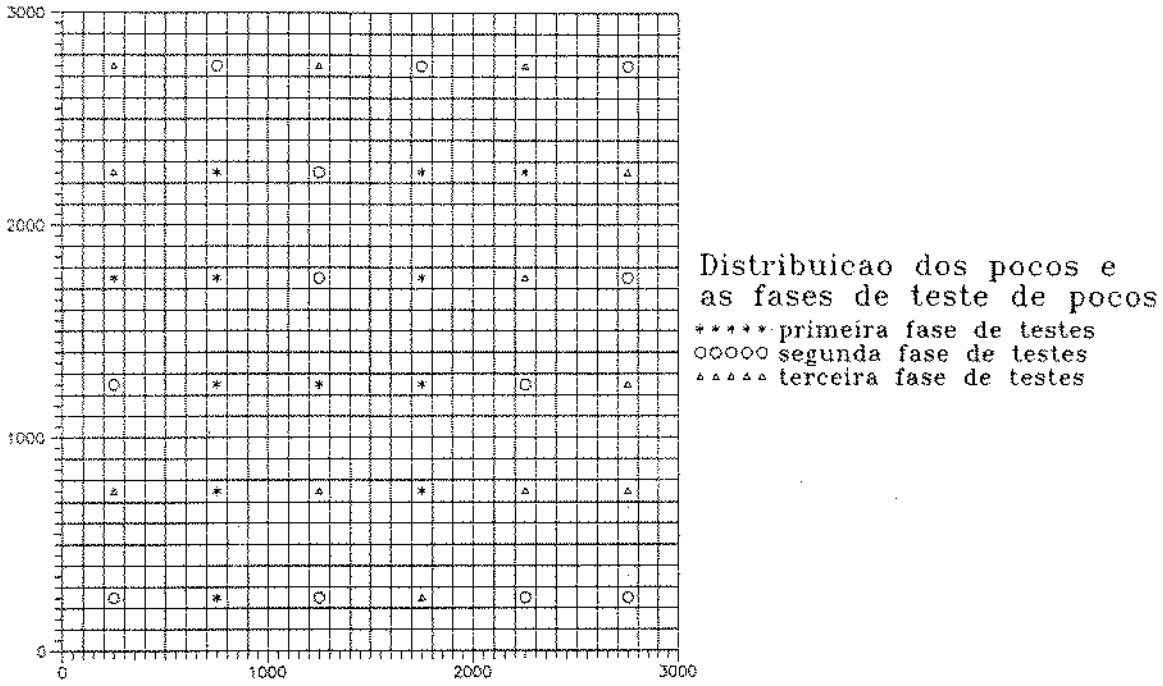 3000
2000
1000
0
0 1000 2000 3000
Distribuicao dos pocos e
as fases de teste de pocos
primeira fase de testes
segunda fase de testes
terceira fase de testes